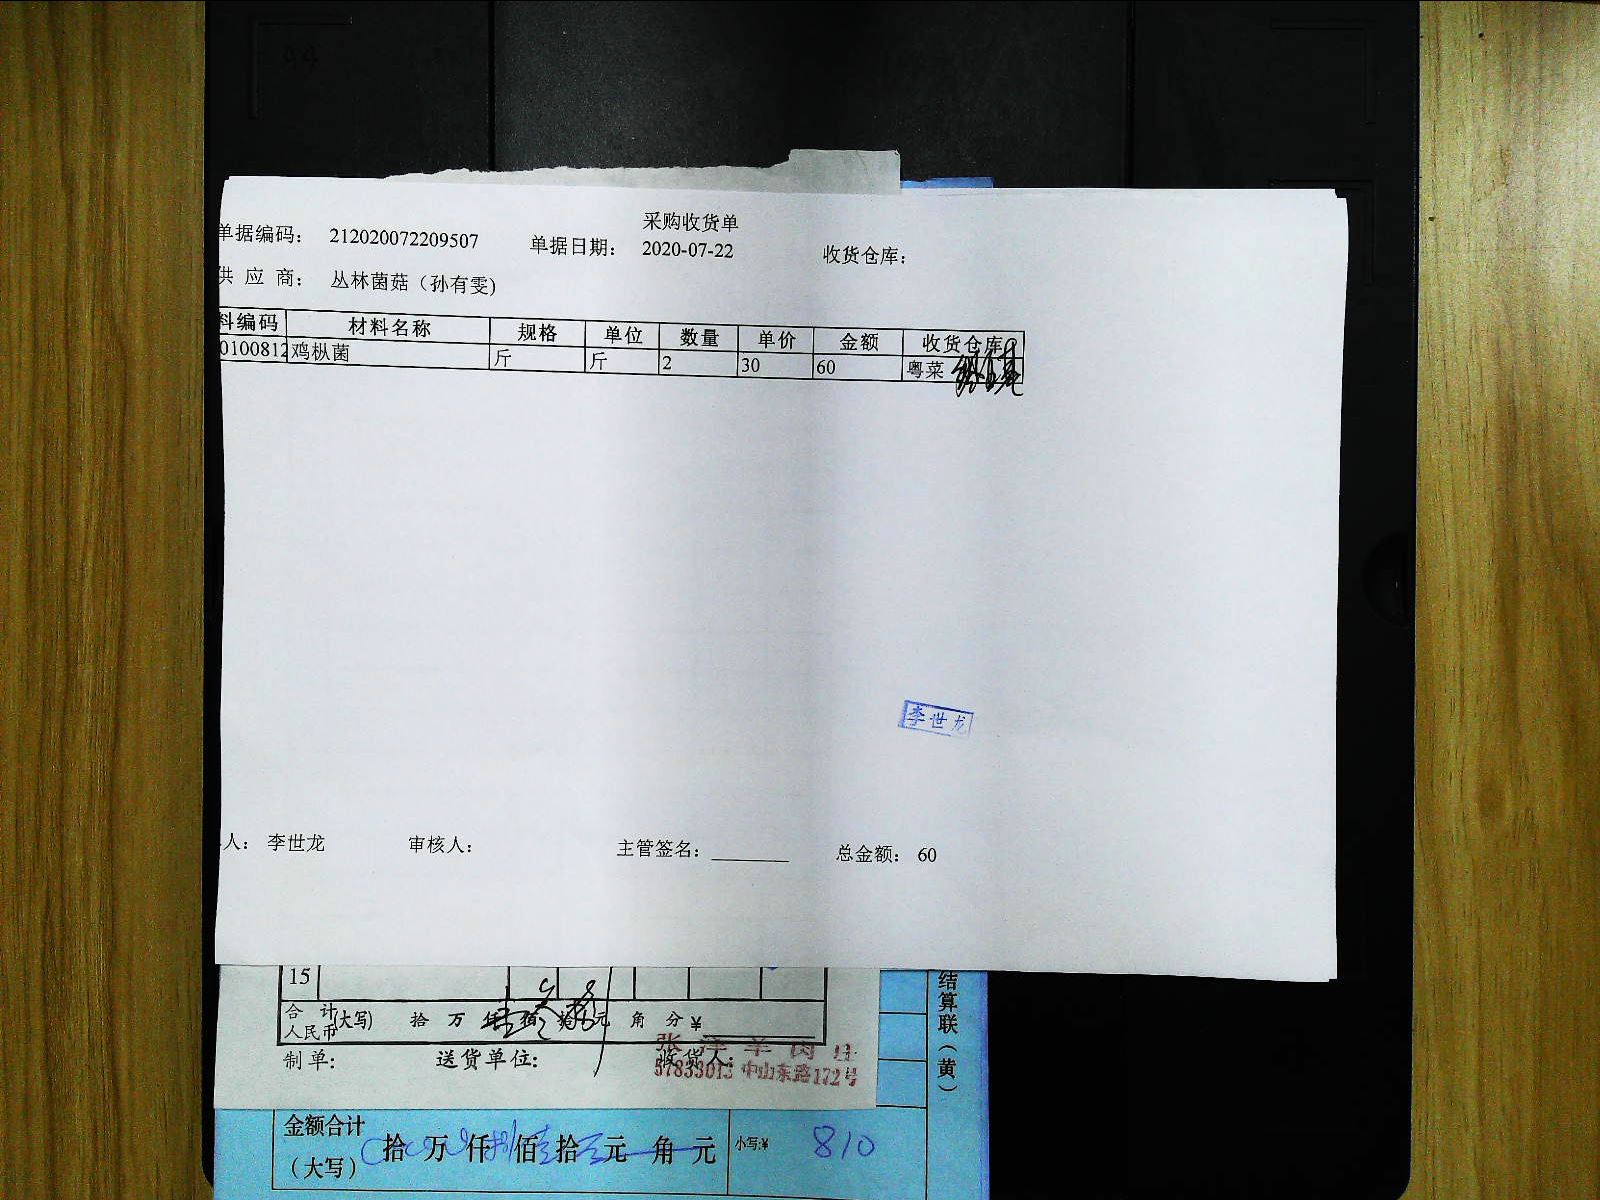 采购收货单
单据编码： 212020072209507 单据日期： 2020-07-22 收货仓库：
供 应 商： 丛林菌菇（孙有雯)
料编码 材料名称 规格 单位 数量 单价 金额 收货仓库
0100812 鸡枞菌 斤 斤 2 30 60 粤菜
李世龙
人： 李世龙 审核人： 主管签名：________ 总金额： 60
15
合 计
人民币 (大写) 拾 万 仟 佰 拾 元 角 分 ¥
制单： 送货单位： 收货人：
57833013 中山东路172号
结算联（黄）
金额合计
（大写） 拾 万 仟 佰 拾 元 角 元 小写:¥ 810